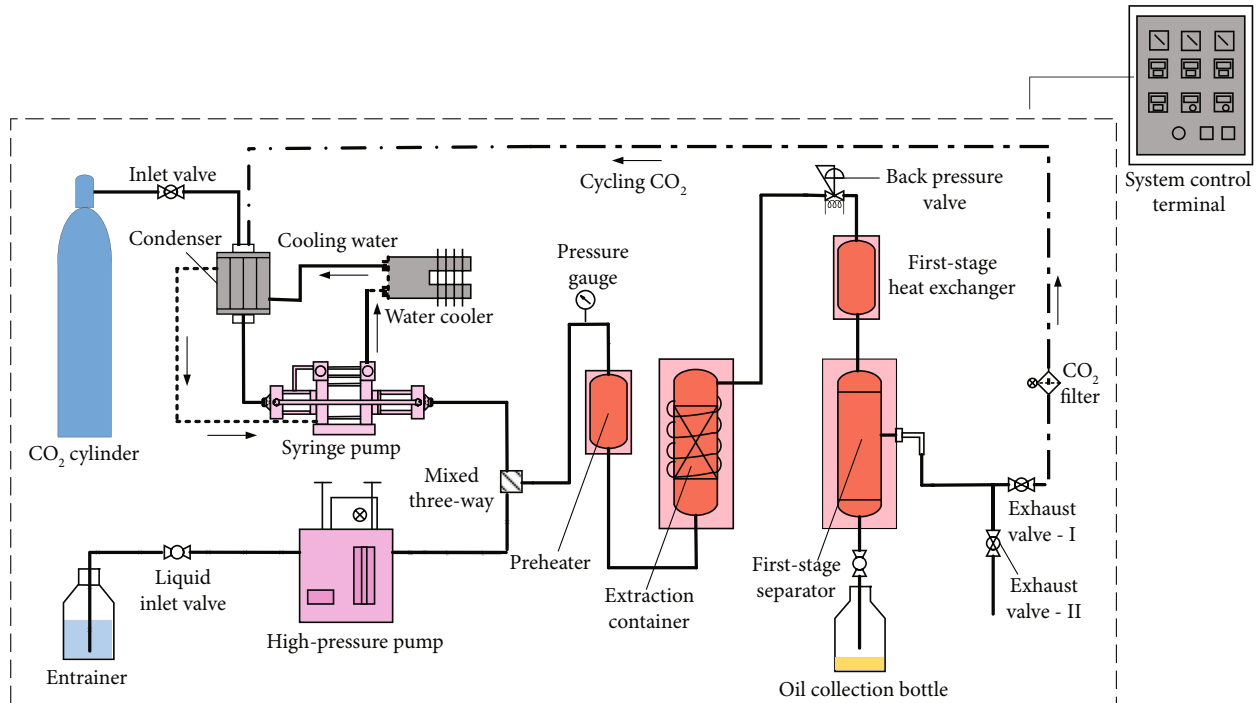 System control
terminal
Inlet valve
Cycling CO₂
Back pressure
valve
Condenser
Cooling water
Pressure
gauge
First-stage
heat exchanger
Water cooler
CO₂
filter
CO₂ cylinder
Syringe pump
Mixed
three-way
Exhaust
valve - I
Preheater
First-stage
separator
Liquid
inlet valve
Extraction
container
Exhaust
valve - II
High-pressure pump
Entrainer
Oil collection bottle